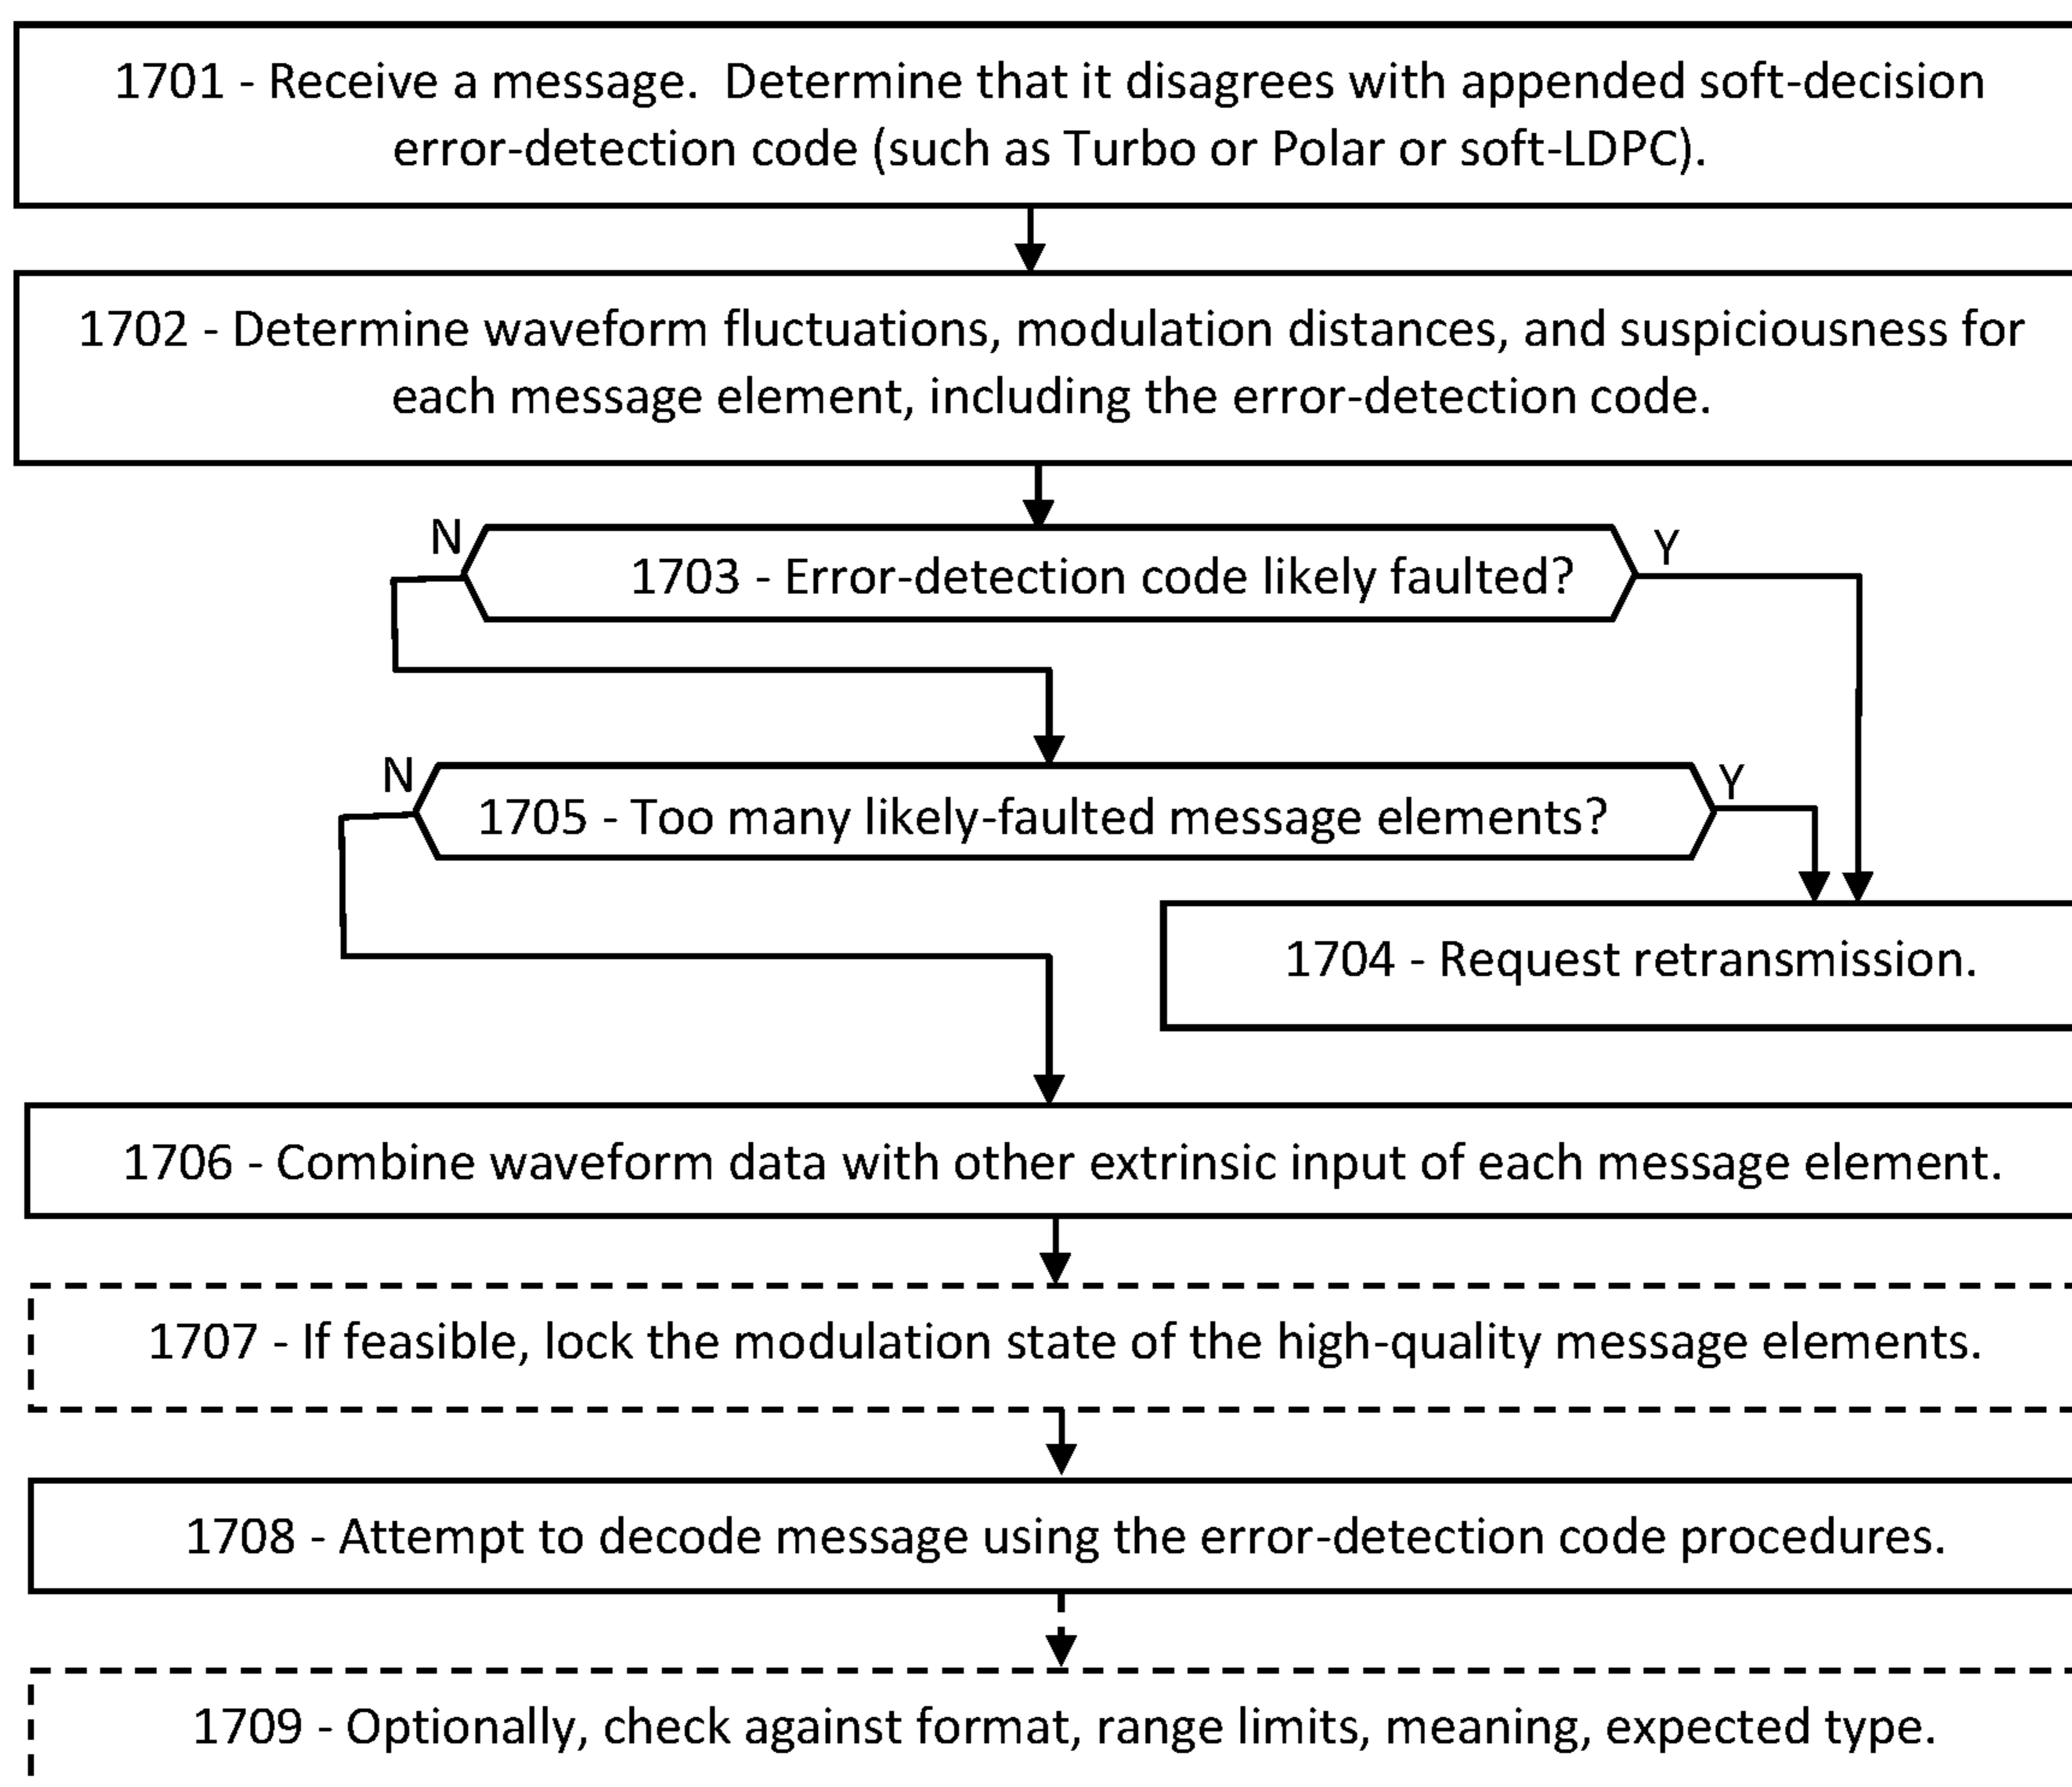 1701 - Receive a message.  Determine that it disagrees with appended soft-decision
error-detection code (such as Turbo or Polar or soft-LDPC).
1702 - Determine waveform fluctuations, modulation distances, and suspiciousness for
each message element, including the error-detection code.
N
Y
1703 - Error-detection code likely faulted?
N
Y
1705 - Too many likely-faulted message elements?
1704 - Request retransmission.
1706 - Combine waveform data with other extrinsic input of each message element.
1707 - If feasible, lock the modulation state of the high-quality message elements.
1708 - Attempt to decode message using the error-detection code procedures.
1709 - Optionally, check against format, range limits, meaning, expected type.